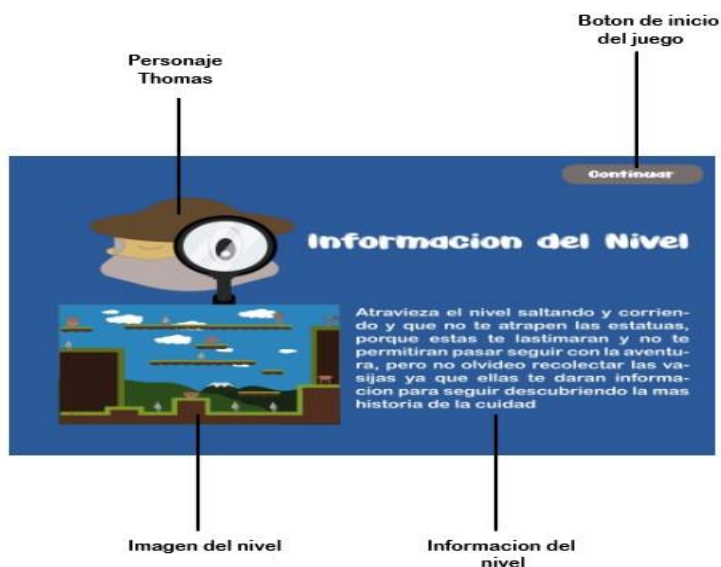 Boton de inicio
del juego
Personaje
Thomas
Continuar
Informacion del Nivel
Atravieza el nivel saltando y corrien-
do y que no te atrapen las estatuas,
porque estas te lastimaran y no te
permitiran pasar seguir con la aventu-
ra, pero no olvideo recolectar las va-
sijas ya que ellas te daran informa-
cion para seguir descubriendo la mas
historia de la cuidad
Imagen del nivel
Informacion del
nivel